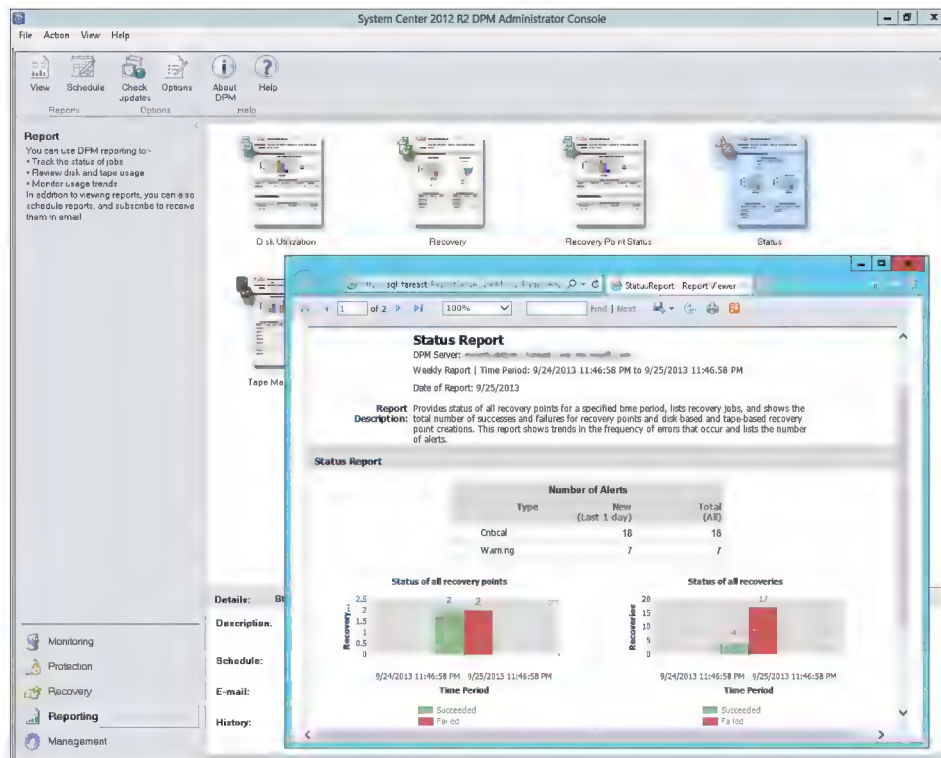 System Center 2012 R2 DPM Administrator Console
File Action View Help
View Schedule Check updates Options About DPM Help
Reports Options Help
Report
You can use DPM reporting to:
• Track the status of jobs
• Review disk and tape usage
• Monitor usage trends
In addition to viewing reports, you can also
schedule reports, and subscribe to receive
them in email
Disk Utilization Recovery Recovery Point Status Status
Tape Ma
StatusReport - Report Viewer
1 of 2 100% Find | Next
Status Report
DPM Server:
Weekly Report | Time Period: 9/24/2013 11:46:58 PM to 9/25/2013 11:46:58 PM
Date of Report: 9/25/2013
Report Description: Provides status of all recovery points for a specified time period, lists recovery jobs, and shows the
total number of successes and failures for recovery points and disk-based and tape-based recovery
point creations. This report shows trends in the frequency of errors that occur and lists the number
of alerts.
Status Report
Number of Alerts
Type New (Last 1 day) Total (All)
Critical 18 18
Warning 7 7
Status of all recovery points
2.5
2
1.5
1
0.5
0
Recovery...
2 2
9/24/2013 11:46:58 PM 9/25/2013 11:46:58 PM
Time Period
Succeeded
Failed
Status of all recoveries
20
15
10
5
0
Recoveries
4 17
9/24/2013 11:46:58 PM 9/25/2013 11:46:58 PM
Time Period
Succeeded
Failed
Details: St
Description:
Schedule:
E-mail:
History:
Monitoring
Protection
Recovery
Reporting
Management